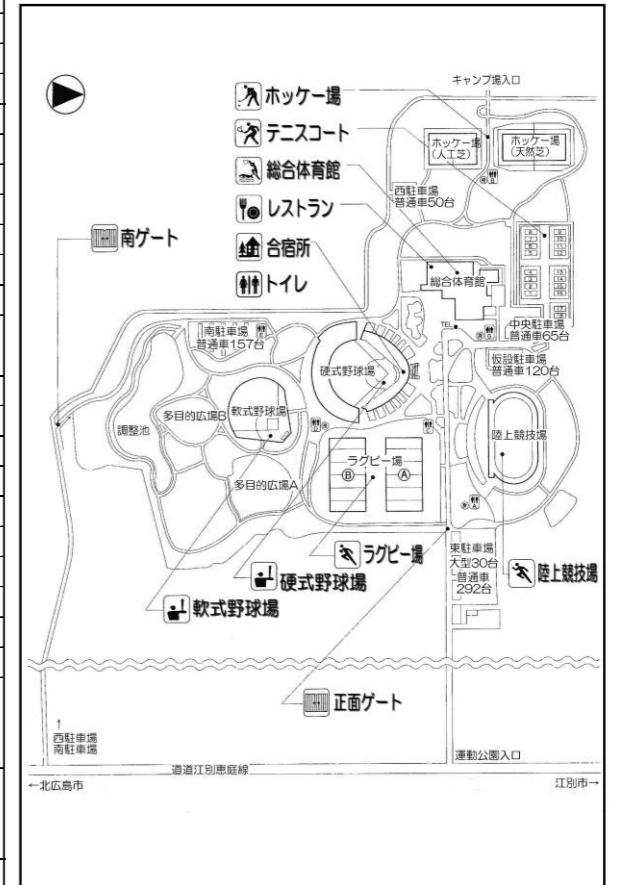 キャンプ場入口
ホッケー場
テニスコート
総合体育館
レストラン
合宿所
トイレ
ホッケー場
(人工芝)
ホッケー場
(天然芝)
西駐車場
普通車50台
南ゲート
総合体育館
TEL
中央駐車場
普通車65台
南駐車場
普通車157台
仮設駐車場
普通車120台
硬式野球場
軟式野球場
多目的広場B
調整池
陸上競技場
ラグビー場
B
A
多目的広場A
東駐車場
大型30台
普通車
292台
ラグビー場
陸上競技場
硬式野球場
軟式野球場
正面ゲート
↑
西駐車場
南駐車場
運動公園入口
道道江別恵庭線
←北広島市
江別市→